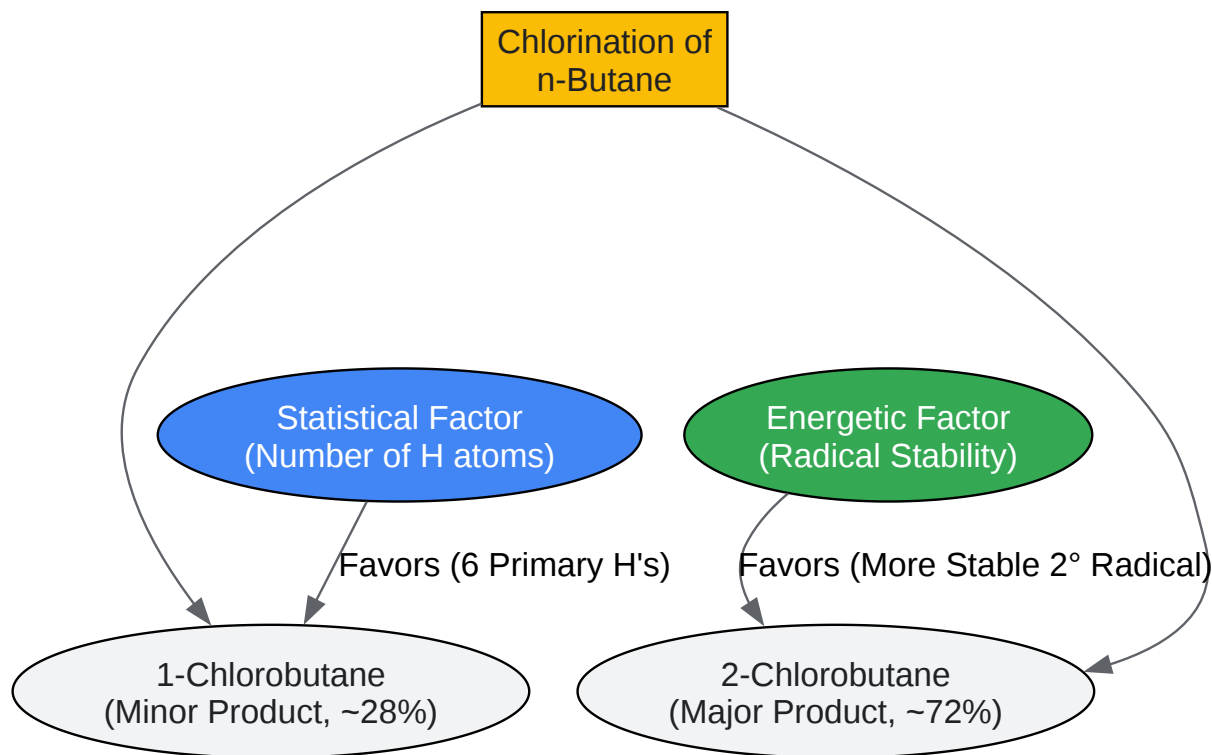 Chlorination of
n-Butane
Statistical Factor
(Number of H atoms)
Energetic Factor
(Radical Stability)
Favors (6 Primary H's)
Favors (More Stable 2° Radical)
1-Chlorobutane
(Minor Product, ~28%)
2-Chlorobutane
(Major Product, ~72%)